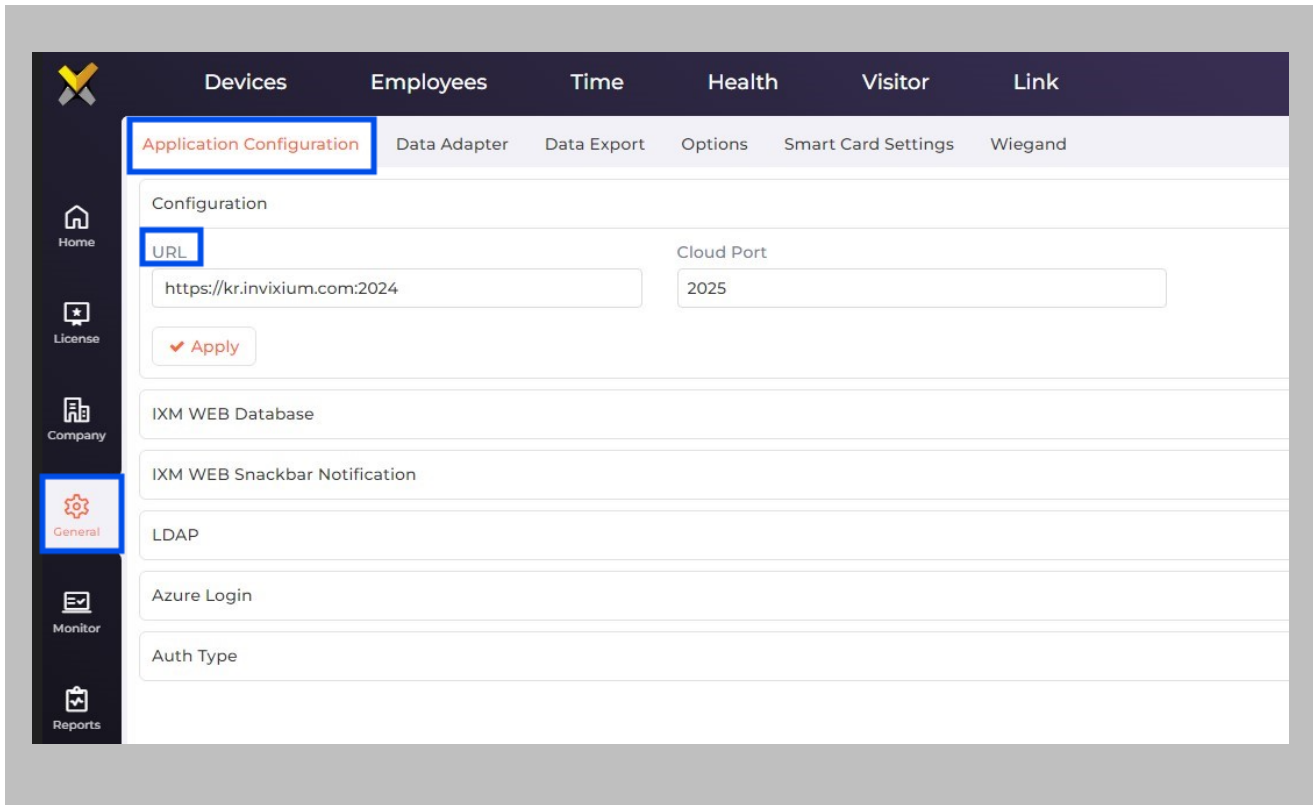 Devices Employees Time Health Visitor Link
Application Configuration Data Adapter Data Export Options Smart Card Settings Wiegand
Home
License
Company
General
Monitor
Reports
Configuration
URL Cloud Port
https://kr.invixium.com:2024 2025
Apply
IXM WEB Database
IXM WEB Snackbar Notification
LDAP
Azure Login
Auth Type